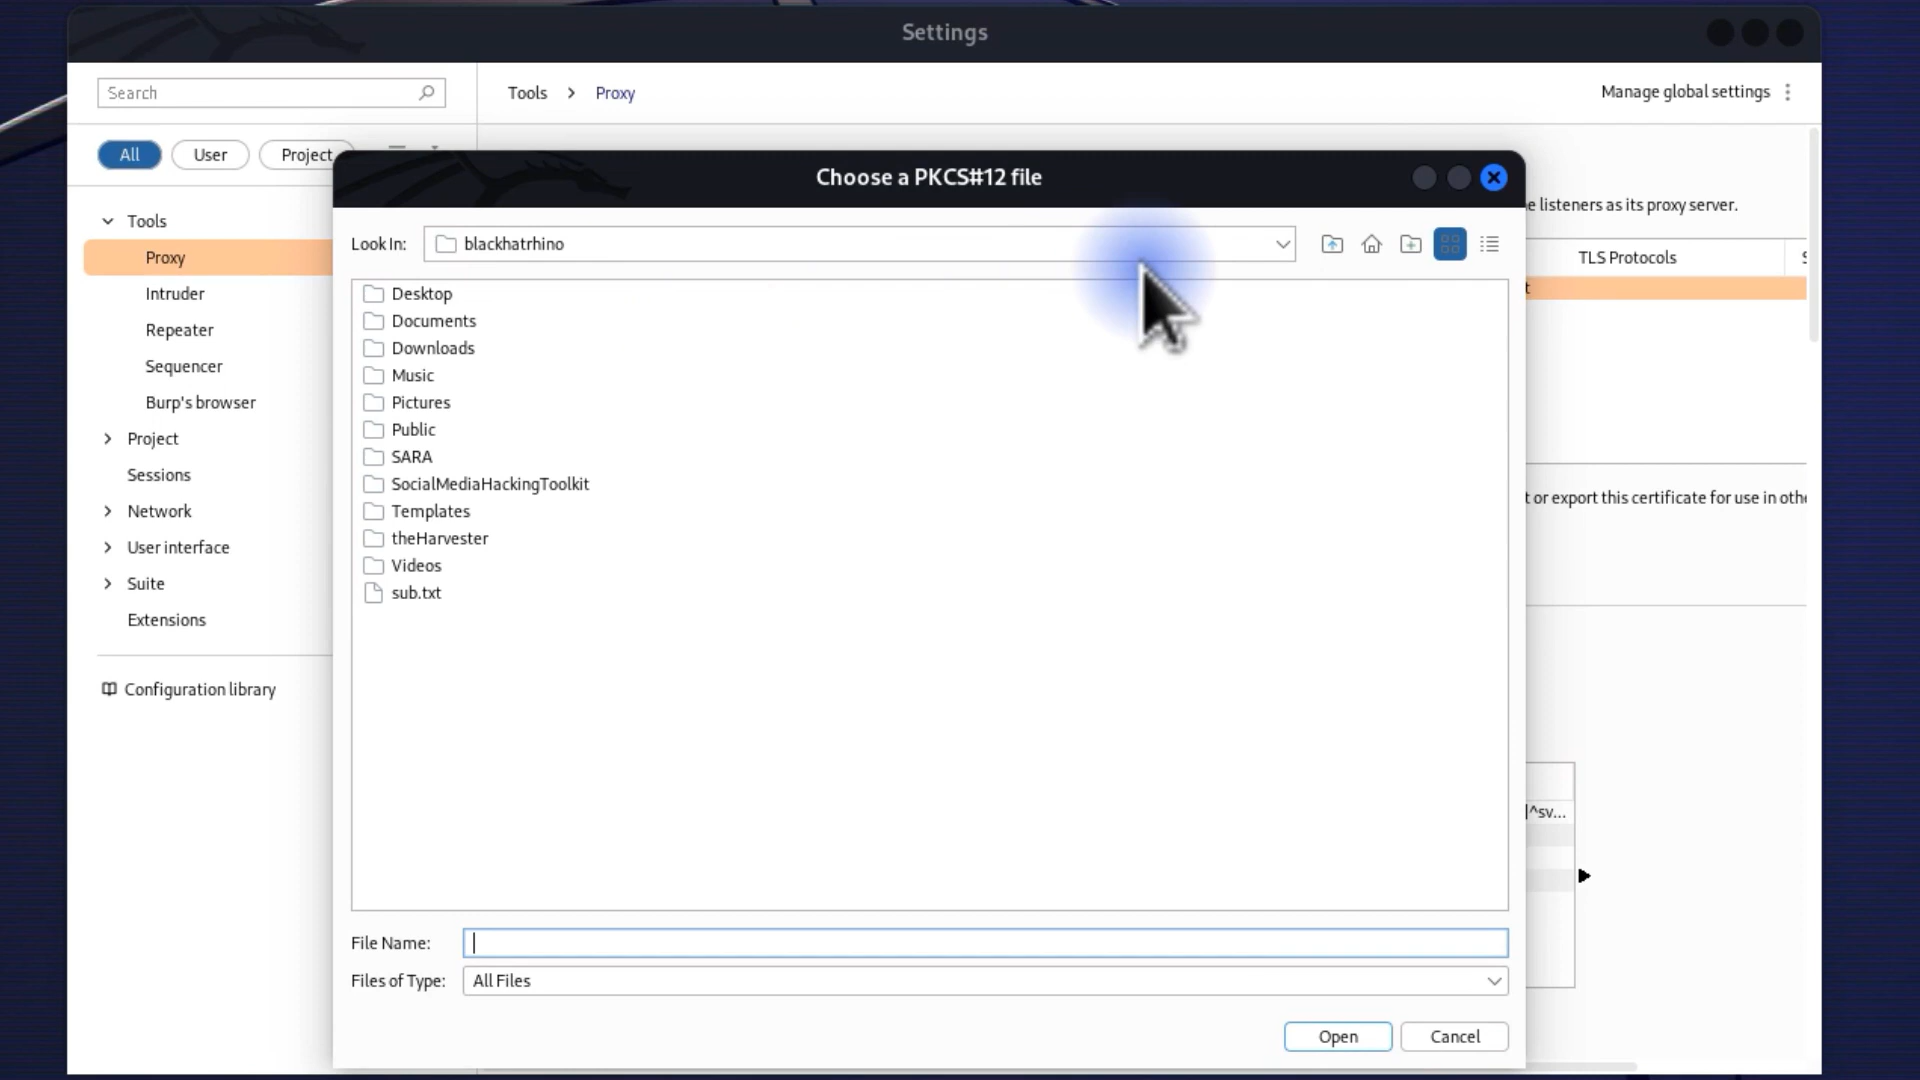 Settings
Search
Tools > Proxy
Manage global settings
All
User
Project
Choose a PKCS#12 file
Look In:
blackhatrhino
e listeners as its proxy server.
Tools
Proxy
Intruder
Repeater
Sequencer
Burp's browser
Project
Sessions
Network
User interface
Suite
Extensions
Configuration library
TLS Protocols
Desktop
Documents
Downloads
Music
Pictures
Public
SARA
SocialMediaHackingToolkit
Templates
theHarvester
Videos
sub.txt
t or export this certificate for use in othe
|^sv...
File Name:
Files of Type:
All Files
Open
Cancel